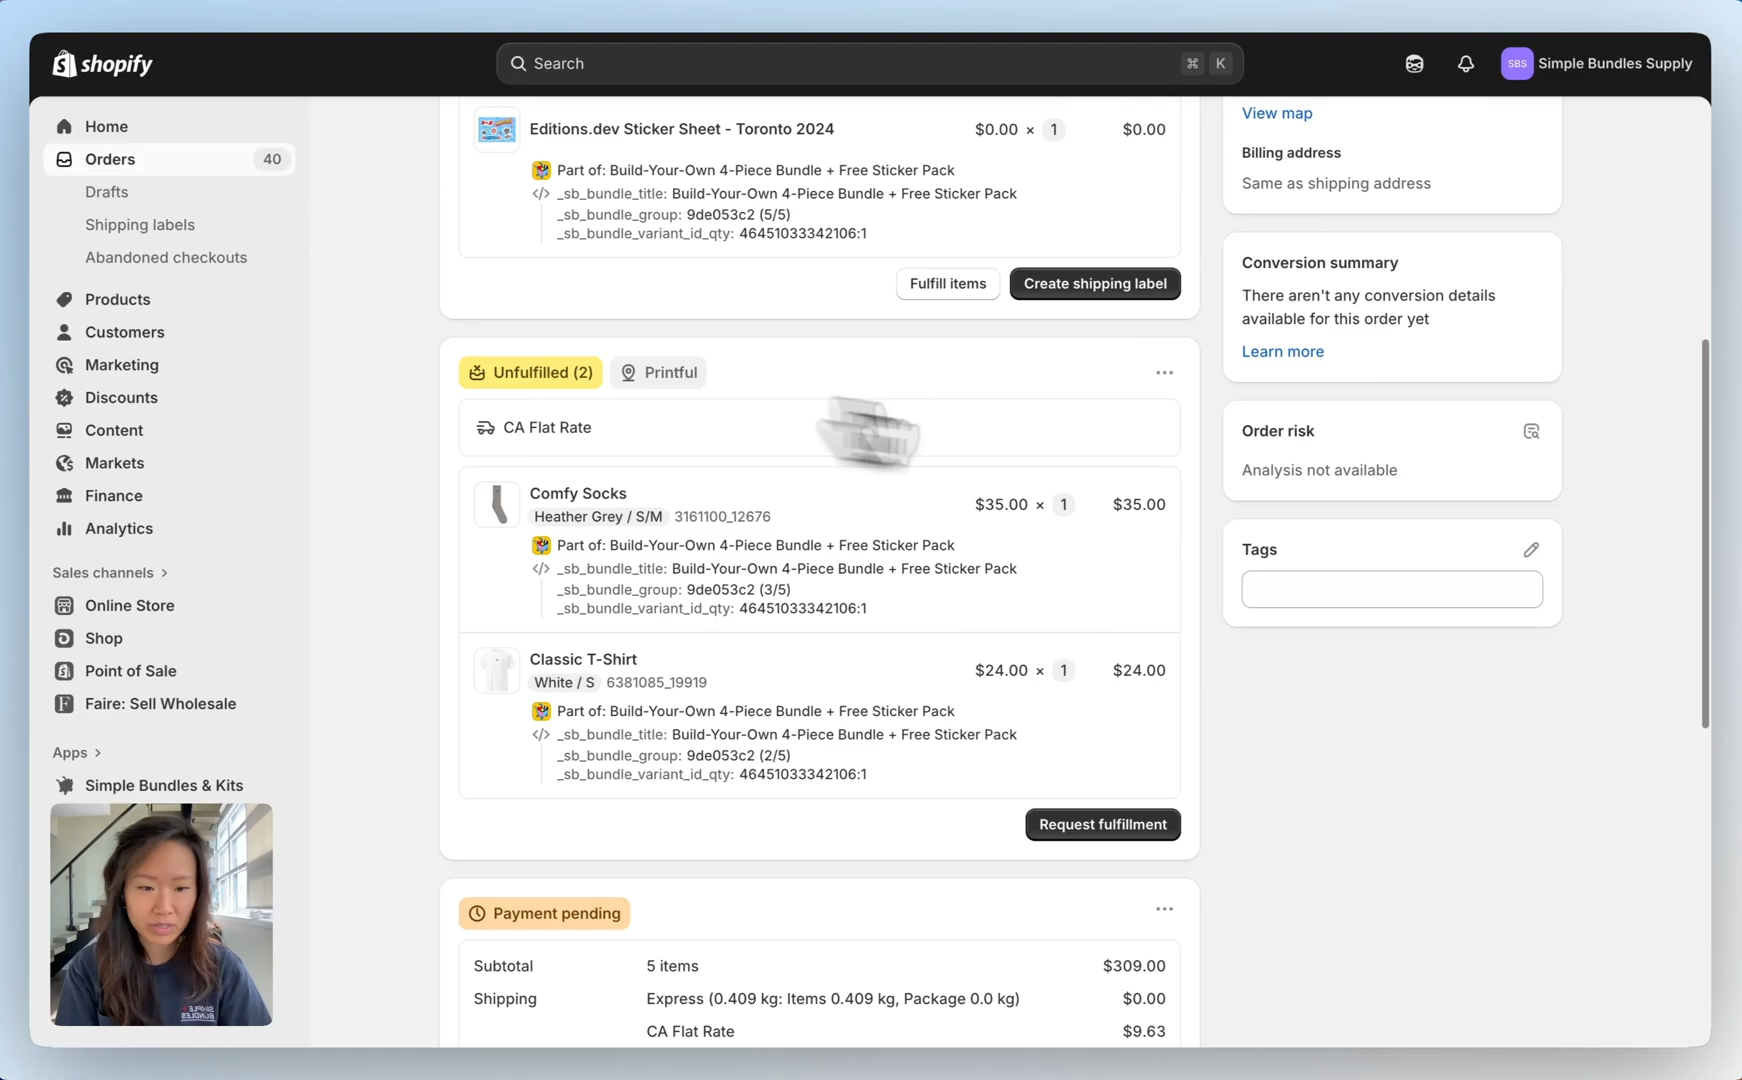 shopify
Search
⌘ K
SBS
Simple Bundles Supply
Home
Orders 40
Drafts
Shipping labels
Abandoned checkouts
Products
Customers
Marketing
Discounts
Content
Markets
Finance
Analytics
Sales channels
Online Store
Shop
Point of Sale
Faire: Sell Wholesale
Apps
Simple Bundles & Kits
Editions.dev Sticker Sheet - Toronto 2024 $0.00 × 1 $0.00
Part of: Build-Your-Own 4-Piece Bundle + Free Sticker Pack
_sb_bundle_title: Build-Your-Own 4-Piece Bundle + Free Sticker Pack
_sb_bundle_group: 9de053c2 (5/5)
_sb_bundle_variant_id_qty: 46451033342106:1
Fulfill items Create shipping label
Unfulfilled (2) Printful
CA Flat Rate
Comfy Socks $35.00 × 1 $35.00
Heather Grey / S/M 3161100_12676
Part of: Build-Your-Own 4-Piece Bundle + Free Sticker Pack
_sb_bundle_title: Build-Your-Own 4-Piece Bundle + Free Sticker Pack
_sb_bundle_group: 9de053c2 (3/5)
_sb_bundle_variant_id_qty: 46451033342106:1
Classic T-Shirt $24.00 × 1 $24.00
White / S 6381085_19919
Part of: Build-Your-Own 4-Piece Bundle + Free Sticker Pack
_sb_bundle_title: Build-Your-Own 4-Piece Bundle + Free Sticker Pack
_sb_bundle_group: 9de053c2 (2/5)
_sb_bundle_variant_id_qty: 46451033342106:1
Request fulfillment
Payment pending
Subtotal 5 items $309.00
Shipping Express (0.409 kg: Items 0.409 kg, Package 0.0 kg) $0.00
CA Flat Rate $9.63
View map
Billing address
Same as shipping address
Conversion summary
There aren't any conversion details
available for this order yet
Learn more
Order risk
Analysis not available
Tags
SIMPLE
BUNDLES